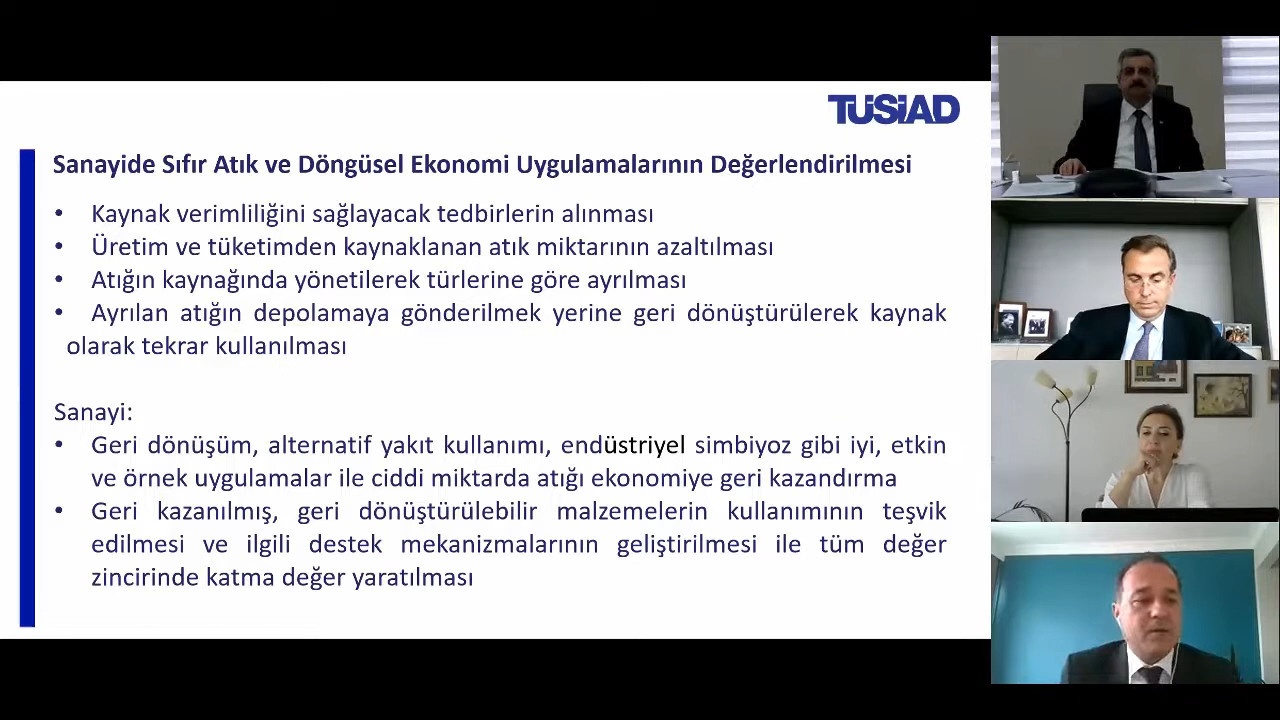 TÜSİAD
Sanayide Sıfır Atık ve Döngüsel Ekonomi Uygulamalarının Değerlendirilmesi
• Kaynak verimliliğini sağlayacak tedbirlerin alınması
• Üretim ve tüketimden kaynaklanan atık miktarının azaltılması
• Atığın kaynağında yönetilerek türlerine göre ayrılması
• Ayrılan atığın depolamaya gönderilmek yerine geri dönüştürülerek kaynak
olarak tekrar kullanılması
Sanayi:
• Geri dönüşüm, alternatif yakıt kullanımı, endüstriyel simbiyoz gibi iyi, etkin
ve örnek uygulamalar ile ciddi miktarda atığı ekonomiye geri kazandırma
• Geri kazanılmış, geri dönüştürülebilir malzemelerin kullanımının teşvik
edilmesi ve ilgili destek mekanizmalarının geliştirilmesi ile tüm değer
zincirinde katma değer yaratılması